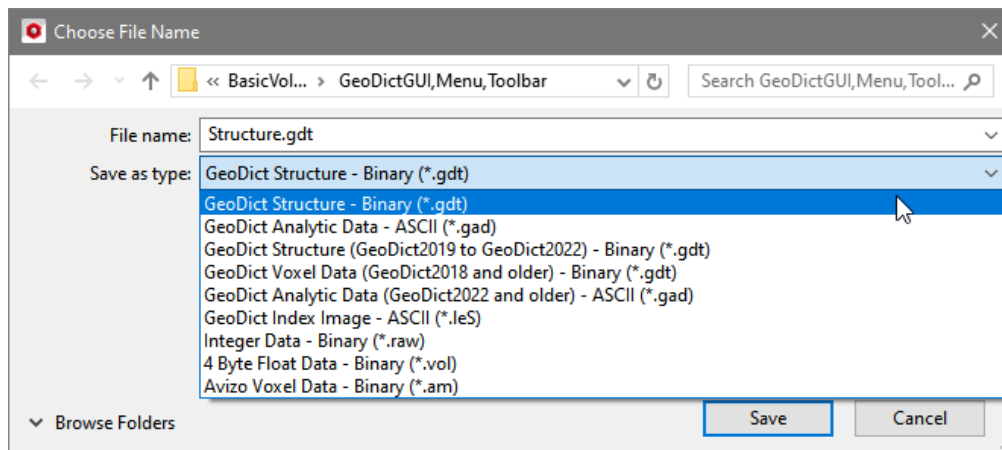 Choose File Name
« BasicVol... › GeoDictGUI,Menu,Toolbar
Search GeoDictGUI,Menu,Tool...
File name: Structure.gdt
Save as type: GeoDict Structure - Binary (*.gdt)
GeoDict Structure - Binary (*.gdt)
GeoDict Analytic Data - ASCII (*.gad)
GeoDict Structure (GeoDict2019 to GeoDict2022) - Binary (*.gdt)
GeoDict Voxel Data (GeoDict2018 and older) - Binary (*.gdt)
GeoDict Analytic Data (GeoDict2022 and older) - ASCII (*.gad)
GeoDict Index Image - ASCII (*.leS)
Integer Data - Binary (*.raw)
4 Byte Float Data - Binary (*.vol)
Avizo Voxel Data - Binary (*.am)
Browse Folders
Save
Cancel